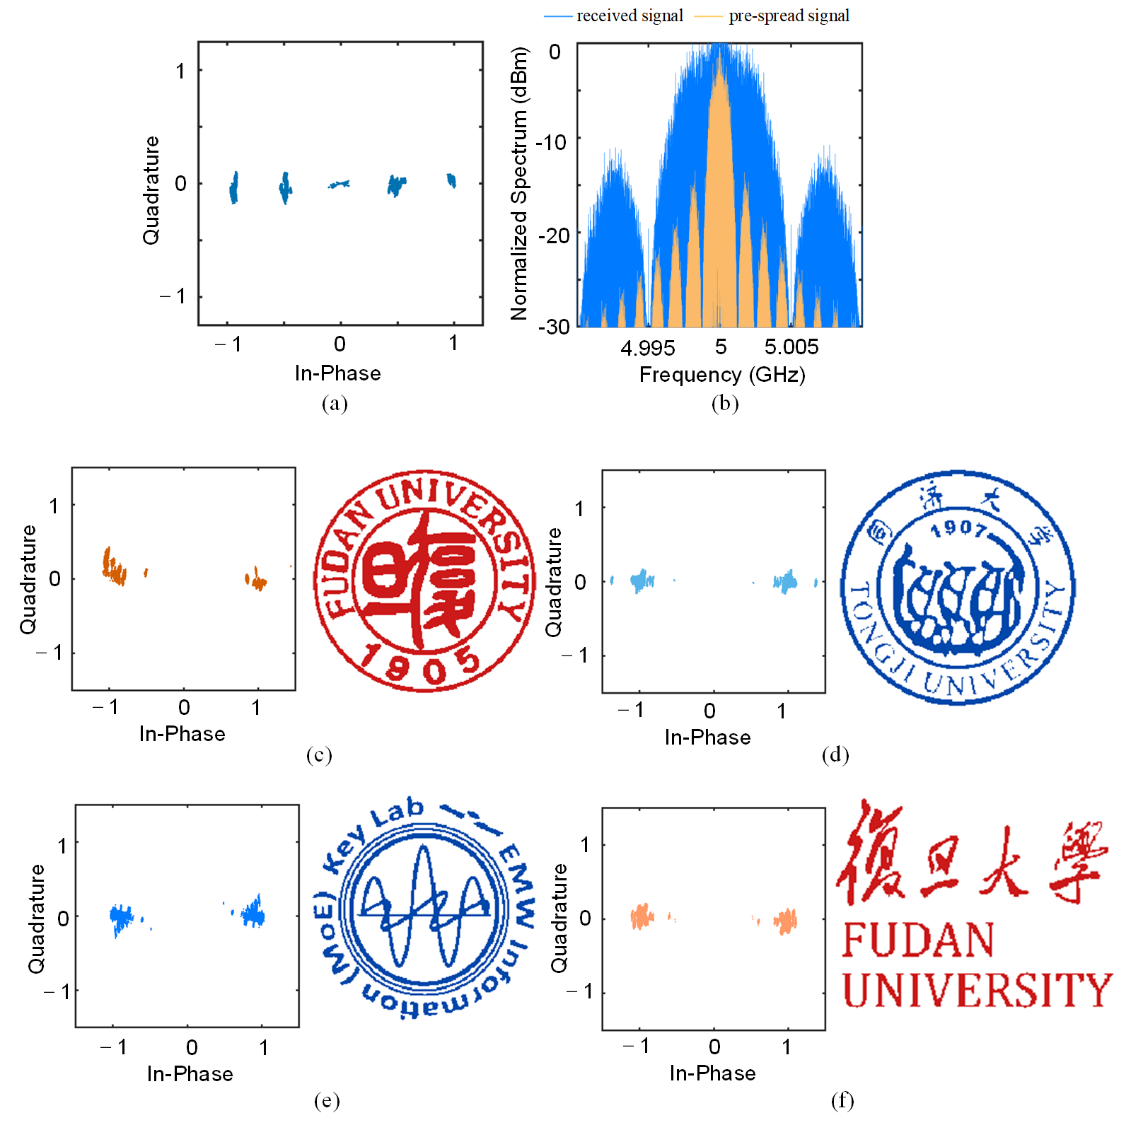 received signal
pre-spread signal
1
0
−1
Quadrature
−1
0
1
In-Phase
(a)
0
-10
-20
-30
Normalized Spectrum (dBm)
4.995
5
5.005
Frequency (GHz)
(b)
1
0
−1
Quadrature
−1
0
1
In-Phase
(c)
FUDAN UNIVERSITY
1905
1
0
−1
Quadrature
−1
0
1
In-Phase
(d)
同濟大學
1907
TONGJI UNIVERSITY
1
0
−1
Quadrature
−1
0
1
In-Phase
(e)
Key Lab
EMW Information (MoE)
1
0
−1
Quadrature
−1
0
1
In-Phase
(f)
復旦大學
FUDAN
UNIVERSITY